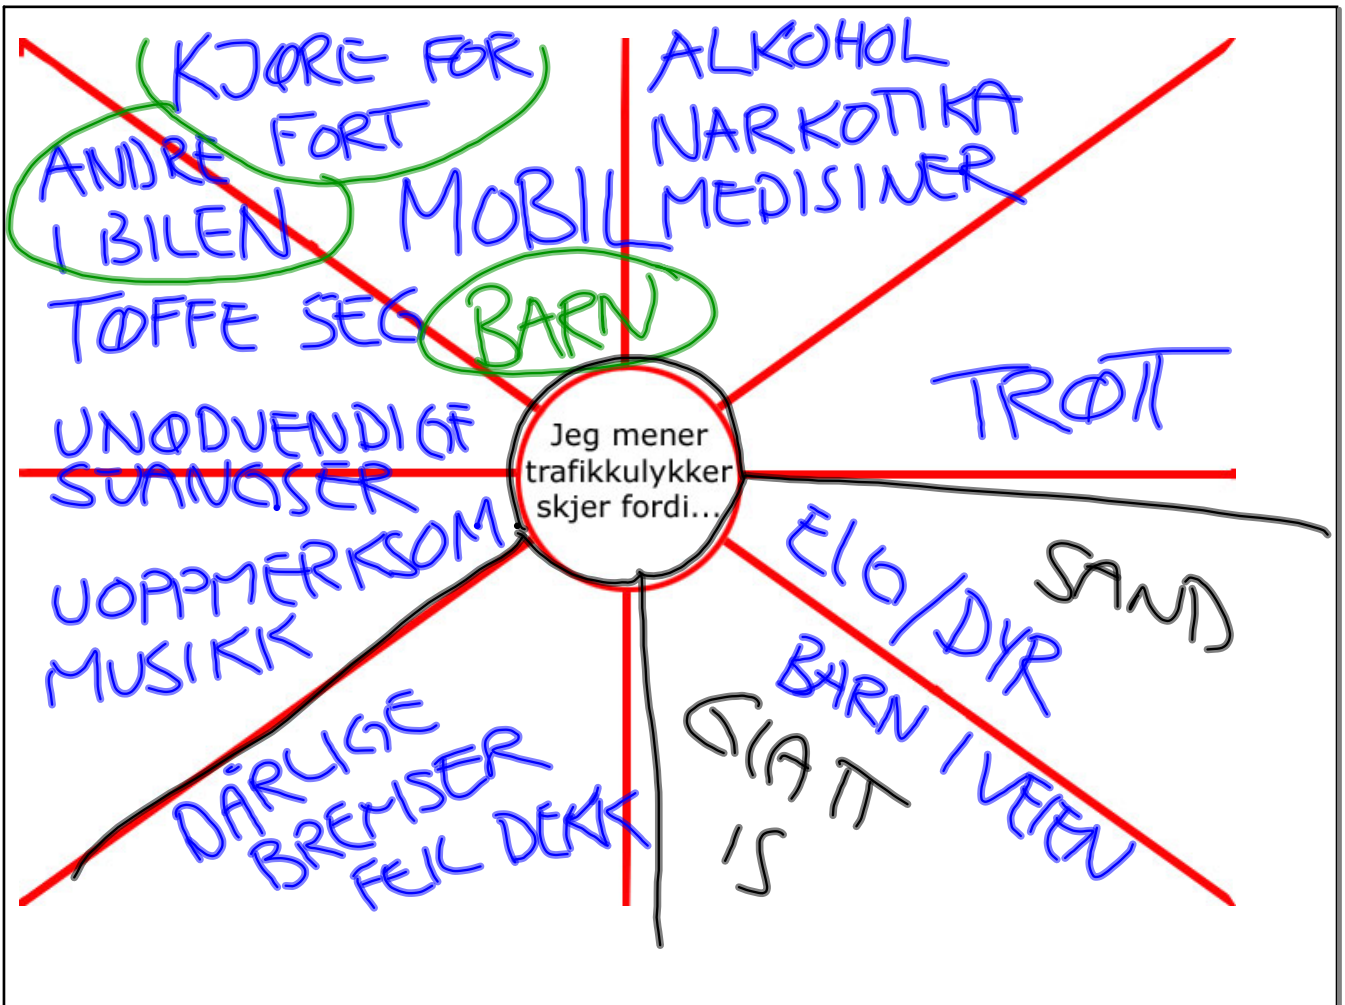 KJØRE FOR
FORT
ANDRE
I BILEN
MOBIL
TØFFE SEG
BARN
ALKOHOL
NARKOTIKA
MEDISINER
TRØTT
Jeg mener
trafikkulykker
skjer fordi...
UNØDVENDIGE
SVANGSER
UOPPMERKSOM
MUSIKK
DÅRLIGE
BREMSER
FEIL DEKK
ELG/DYR
BARN I VEIEN
SAND
GLATT
IS